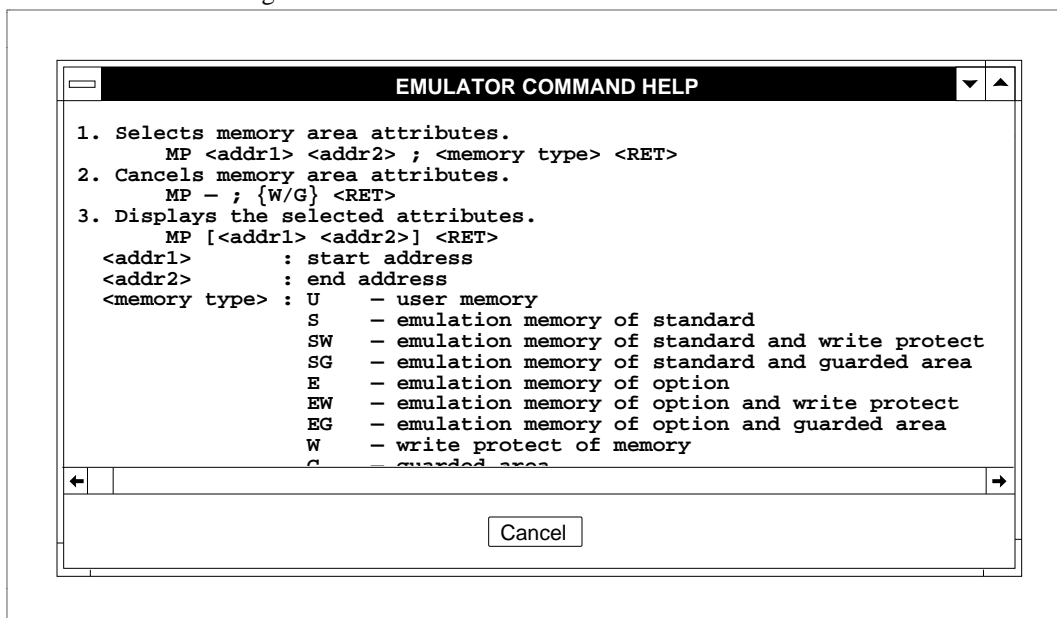 EMULATOR COMMAND HELP
1. Selects memory area attributes.
MP <addr1> <addr2> ; <memory type> <RET>
2. Cancels memory area attributes.
MP – ; {W/G} <RET>
3. Displays the selected attributes.
MP [<addr1> <addr2>] <RET>
<addr1> : start address
<addr2> : end address
<memory type> : U – user memory
S – emulation memory of standard
SW – emulation memory of standard and write protect
SG – emulation memory of standard and guarded area
E – emulation memory of option
EW – emulation memory of option and write protect
EG – emulation memory of option and guarded area
W – write protect of memory
G – guarded area
Cancel